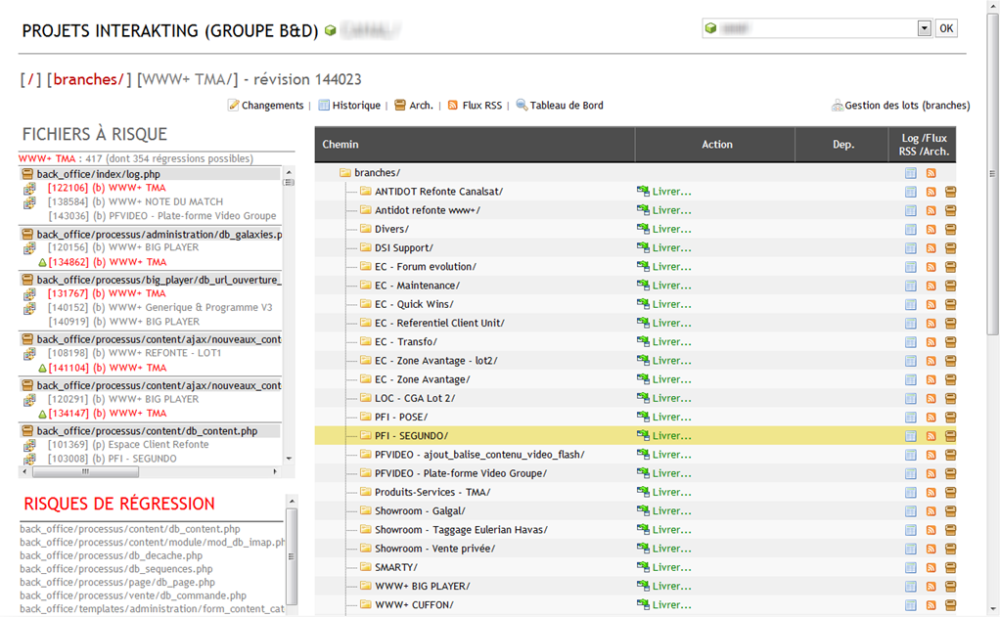 PROJETS INTERAKTING (GROUPE B&D)
OK
[/] [branches/] [WWW+ TMA/] - révision 144023
Changements | Historique | Arch. | Flux RSS | Tableau de Bord
Gestion des lots (branches)
FICHIERS À RISQUE
WWW+ TMA : 417 (dont 354 régressions possibles)
back_office/index/log.php
[122106] (b) WWW+ TMA
[138584] (b) WWW+ NOTE DU MATCH
[143036] (b) PFVIDEO - Plate-forme Video Groupe
back_office/processus/administration/db_galaxies.p
[120156] (b) WWW+ BIG PLAYER
[134862] (b) WWW+ TMA
back_office/processus/big_player/db_url_ouverture_
[131767] (b) WWW+ TMA
[140152] (b) WWW+ Generique & Programme V3
[140919] (b) WWW+ BIG PLAYER
back_office/processus/content/ajax/nouveaux_cont
[108198] (b) WWW+ REFONTE - LOT1
[141104] (b) WWW+ TMA
back_office/processus/content/ajax/nouveaux_cont
[120291] (b) WWW+ BIG PLAYER
[134147] (b) WWW+ TMA
back_office/processus/content/db_content.php
[101369] (p) Espace Client Refonte
[103008] (b) PFI - SEGUNDO
RISQUES DE RÉGRESSION
back_office/processus/content/db_content.php
back_office/processus/content/module/mod_db_imap.ph
back_office/processus/db_decache.php
back_office/processus/db_sequences.php
back_office/processus/page/db_page.php
back_office/processus/vente/db_commande.php
back_office/templates/administration/form_content_cat
Chemin Action Dep. Log /Flux
RSS /Arch.
branches/
ANTIDOT Refonte Canalsat/ Livrer...
Antidot refonte www+/ Livrer...
Divers/ Livrer...
DSI Support/ Livrer...
EC - Forum evolution/ Livrer...
EC - Maintenance/ Livrer...
EC - Quick Wins/ Livrer...
EC - Referentiel Client Unit/ Livrer...
EC - Transfo/ Livrer...
EC - Zone Avantage - lot2/ Livrer...
EC - Zone Avantage/ Livrer...
LOC - CGA Lot 2/ Livrer...
PFI - POSE/ Livrer...
PFI - SEGUNDO/ Livrer...
PFVIDEO - ajout_balise_contenu_video_flash/ Livrer...
PFVIDEO - Plate-forme Video Groupe/ Livrer...
Produits-Services - TMA/ Livrer...
Showroom - Galgal/ Livrer...
Showroom - Taggage Eulerian Havas/ Livrer...
Showroom - Vente privée/ Livrer...
SMARTY/ Livrer...
WWW+ BIG PLAYER/ Livrer...
WWW+ CUFFON/ Livrer...